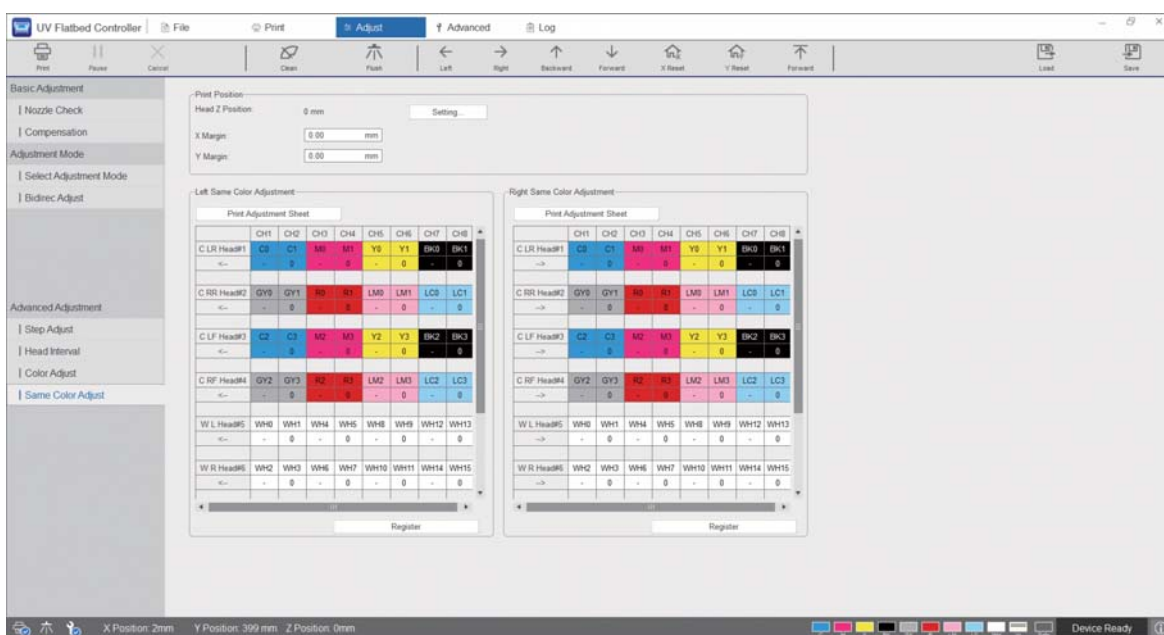 UV Flatbed Controller File Print Adjust Advanced Log
Print Pause Cancel Clean Flush Left Right Backward Forward X Reset Y Reset Forward Load Save
Basic Adjustment
Nozzle Check
Compensation
Adjustment Mode
Select Adjustment Mode
Bidirec Adjust
Advanced Adjustment
Step Adjust
Head Interval
Color Adjust
Same Color Adjust
Print Position
Head Z Position: 0 mm Setting...
X Margin: 0.00 mm
Y Margin: 0.00 mm
Left Same Color Adjustment
Print Adjustment Sheet
CH1 CH2 CH3 CH4 CH5 CH6 CH7 CH8
C LR Head#1 C0 C1 M0 M1 Y0 Y1 BK0 BK1
<-- - 0 - 0 - 0 - 0
C RR Head#2 GY0 GY1 R0 R1 LM0 LM1 LC0 LC1
<-- - 0 - 0 - 0 - 0
C LF Head#3 C2 C3 M2 M3 Y2 Y3 BK2 BK3
<-- - 0 - 0 - 0 - 0
C RF Head#4 GY2 GY3 R2 R3 LM2 LM3 LC2 LC3
<-- - 0 - 0 - 0 - 0
W L Head#5 WH0 WH1 WH4 WH5 WH8 WH9 WH12 WH13
<-- - 0 - 0 - 0 - 0
W R Head#6 WH2 WH3 WH6 WH7 WH10 WH11 WH14 WH15
<-- - 0 - 0 - 0 - 0
Register
Right Same Color Adjustment
Print Adjustment Sheet
CH1 CH2 CH3 CH4 CH5 CH6 CH7 CH8
C LR Head#1 C0 C1 M0 M1 Y0 Y1 BK0 BK1
--> - 0 - 0 - 0 - 0
C RR Head#2 GY0 GY1 R0 R1 LM0 LM1 LC0 LC1
--> - 0 - 0 - 0 - 0
C LF Head#3 C2 C3 M2 M3 Y2 Y3 BK2 BK3
--> - 0 - 0 - 0 - 0
C RF Head#4 GY2 GY3 R2 R3 LM2 LM3 LC2 LC3
--> - 0 - 0 - 0 - 0
W L Head#5 WH0 WH1 WH4 WH5 WH8 WH9 WH12 WH13
--> - 0 - 0 - 0 - 0
W R Head#6 WH2 WH3 WH6 WH7 WH10 WH11 WH14 WH15
--> - 0 - 0 - 0 - 0
Register
X Position: 2mm Y Position: 399 mm Z Position: 0mm Device Ready